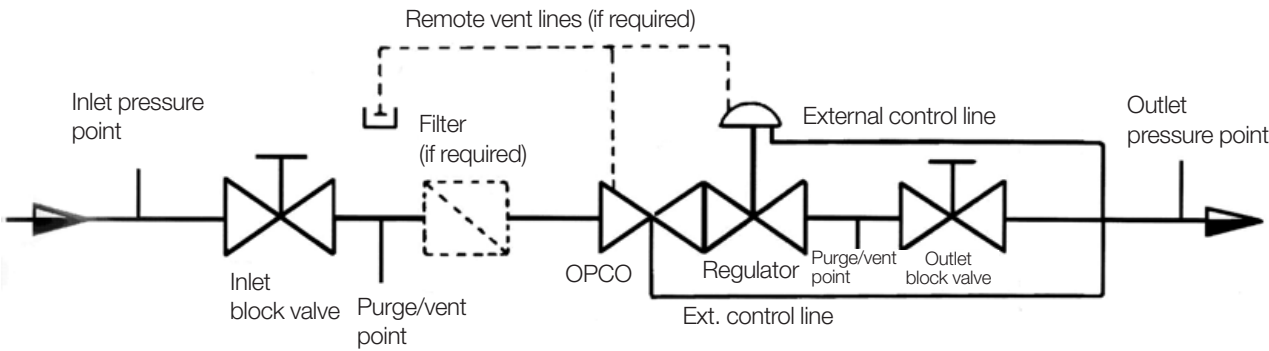 Remote vent lines (if required)
Inlet pressure
point
Filter
(if required)
External control line
Outlet
pressure point
Inlet
block valve
Purge/vent
point
OPCO
Regulator
Purge/vent
point
Outlet
block valve
Ext. control line